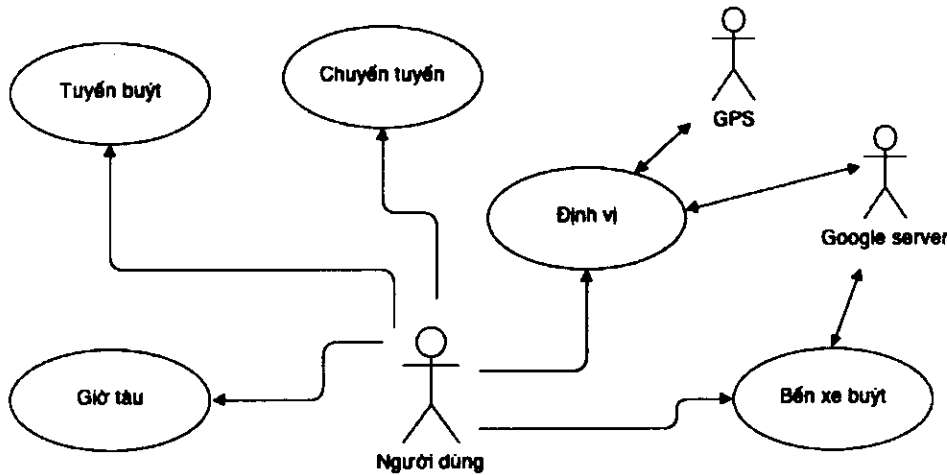 Tuyến buýt
Chuyển tuyến
GPS
Định vị
Google server
Giờ tàu
Bến xe buýt
Người dùng